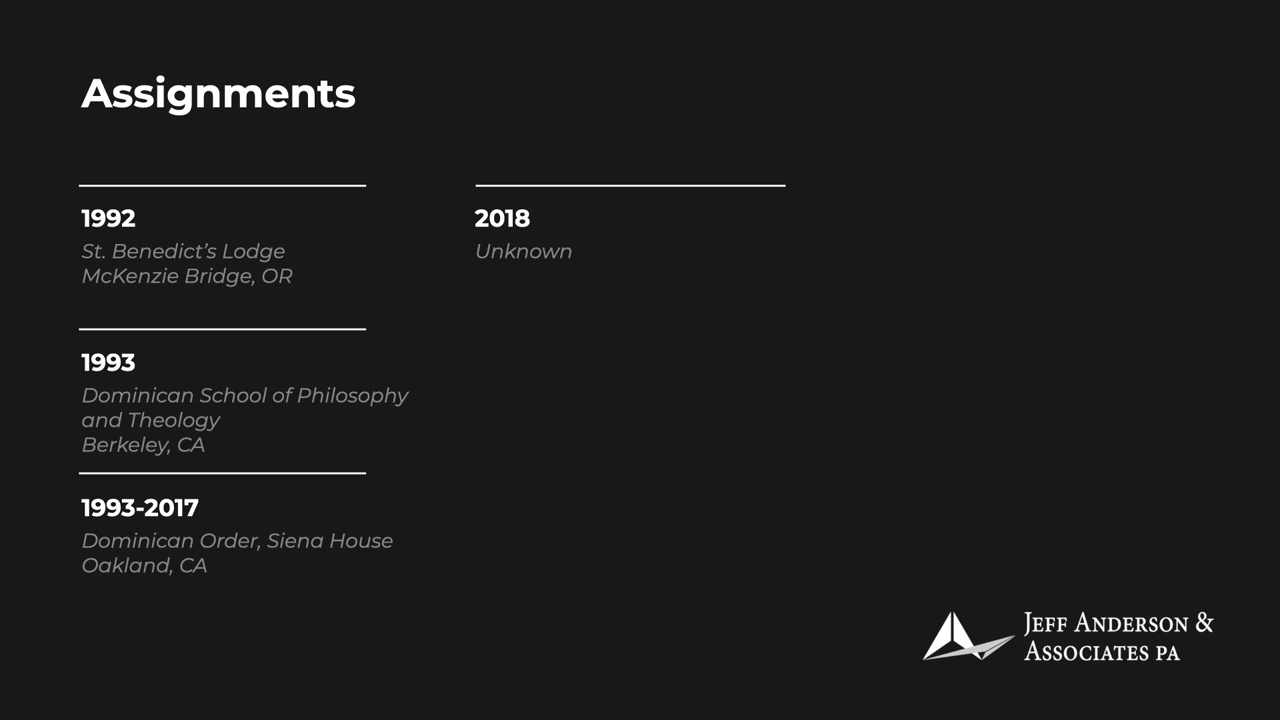 Assignments
1992
St. Benedict's Lodge
McKenzie Bridge, OR
1993
Dominican School of Philosophy
and Theology
Berkeley, CA
1993-2017
Dominican Order, Siena House
Oakland, CA
2018
Unknown
Jeff Anderson &
Associates PA